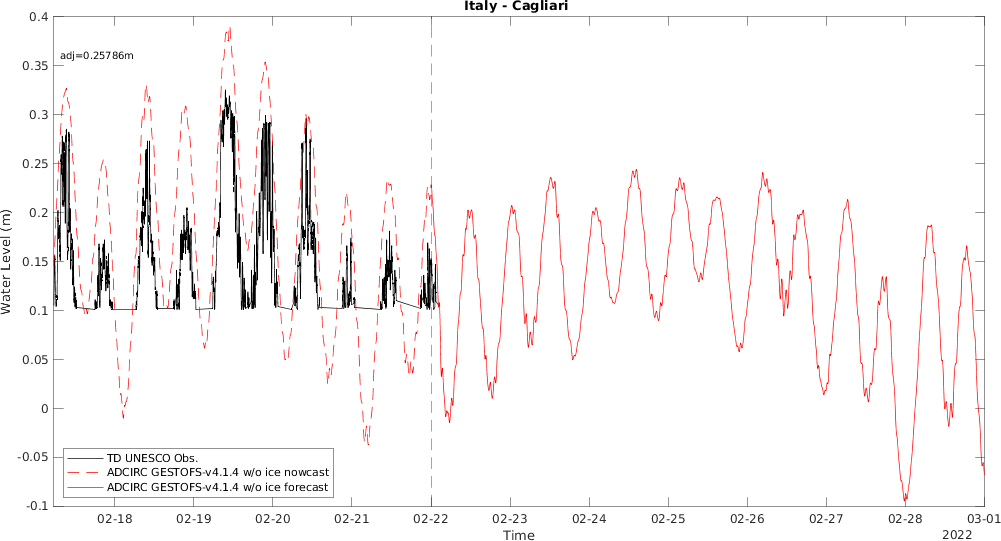 Italy - Cagliari
0.4
adj=0.25786m
0.35
0.3
0.25
0.2
0.15
0.1
0.05
0
-0.05
-0.1
Water Level (m)
TD UNESCO Obs.
ADCIRC GESTOFS-v4.1.4 w/o ice nowcast
ADCIRC GESTOFS-v4.1.4 w/o ice forecast
02-18 02-19 02-20 02-21 02-22 02-23 02-24 02-25 02-26 02-27 02-28 03-01
Time
2022